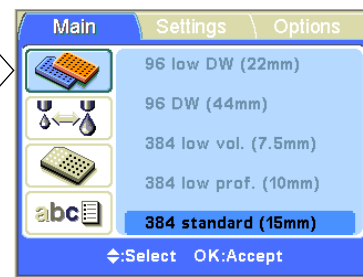 Main Settings Options
96 low DW (22mm)
96 DW (44mm)
384 low vol. (7.5mm)
384 low prof. (10mm)
abc
384 standard (15mm)
:Select OK:Accept